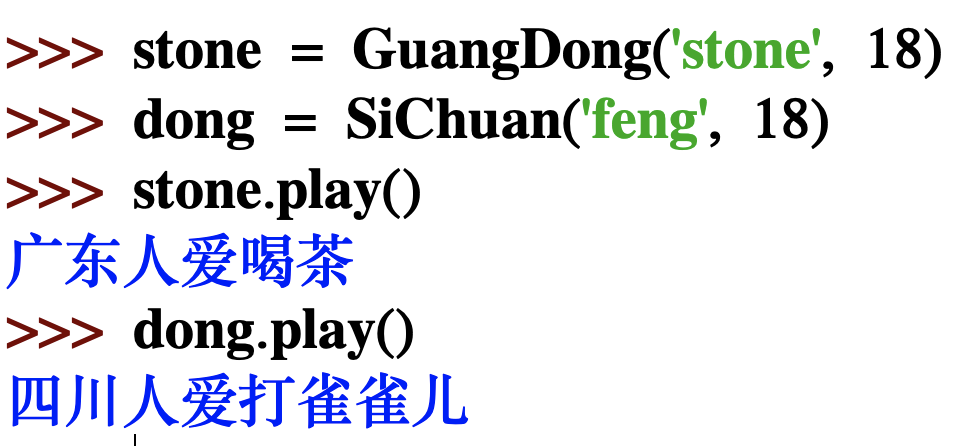 >>> stone = GuangDong('stone', 18)
>>> dong = SiChuan('feng', 18)
>>> stone.play()
广东人爱喝茶
>>> dong.play()
四川人爱打雀雀儿